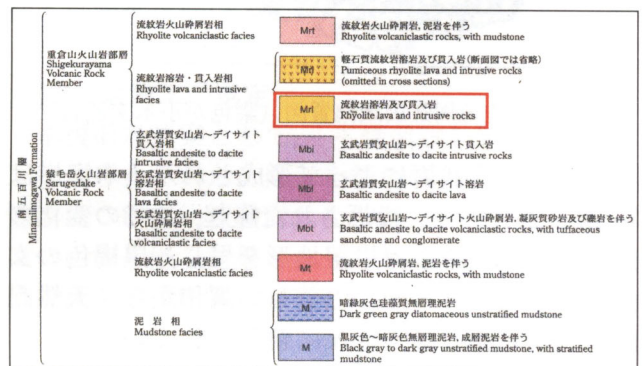 流紋岩火山砕屑岩相
Rhyolite volcaniclastic facies
Mrt
流紋岩火山砕屑岩, 泥岩を伴う
Rhyolite volcaniclastic rocks, with mudstone
重倉山火山岩部層
Shigekurayama
Volcanic Rock
Member
流紋岩溶岩・貫入岩相
Rhyolite lava and intrusive
facies
軽石質流紋岩溶岩及び貫入岩(断面図では省略)
Pumiceous rhyolite lava and intrusive rocks
(omitted in cross sections)
Mrl
流紋岩溶岩及び貫入岩
Rhyolite lava and intrusive rocks
南五百川層
Minamiimogawa Formation
猿毛岳火山岩部層
Sarugedake
Volcanic Rock
Member
玄武岩質安山岩〜デイサイト
貫入岩相
Basaltic andesite to dacite
intrusive facies
Mbi
玄武岩質安山岩〜デイサイト貫入岩
Basaltic andesite to dacite intrusive rocks
玄武岩質安山岩〜デイサイト
溶岩相
Basaltic andesite to dacite
lava facies
Mbl
玄武岩質安山岩〜デイサイト溶岩
Basaltic andesite to dacite lava
玄武岩質安山岩〜デイサイト
火山砕屑岩相
Basaltic andesite to dacite
volcaniclastic facies
Mbt
玄武岩質安山岩〜デイサイト火山砕屑岩, 凝灰質砂岩及び礫岩を伴う
Basaltic andesite to dacite volcaniclastic rocks, with tuffaceous
sandstone and conglomerate
流紋岩火山砕屑岩相
Rhyolite volcaniclastic facies
Mt
流紋岩火山砕屑岩, 泥岩を伴う
Rhyolite volcaniclastic rocks, with mudstone
泥 岩 相
Mudstone facies
M
暗緑灰色珪藻質無層理泥岩
Dark green gray diatomaceous unstratified mudstone
M
黒灰色〜暗灰色無層理泥岩, 成層泥岩を伴う
Black gray to dark gray unstratified mudstone, with stratified
mudstone